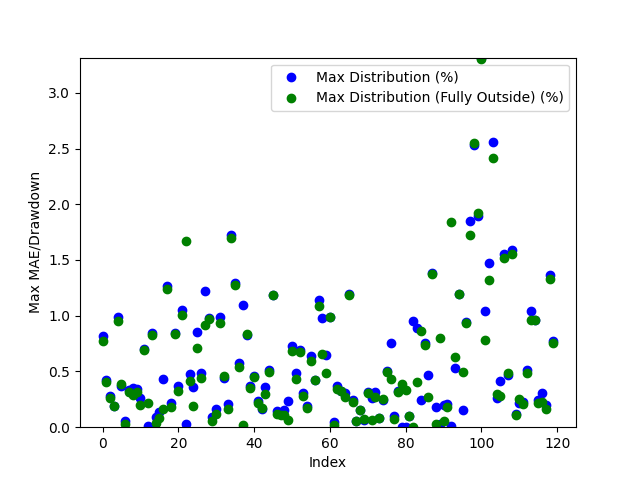 Max Distribution (%)
Max Distribution (Fully Outside) (%)
Max MAE/Drawdown
3.0
2.5
2.0
1.5
1.0
0.5
0.0
0 20 40 60 80 100 120
Index